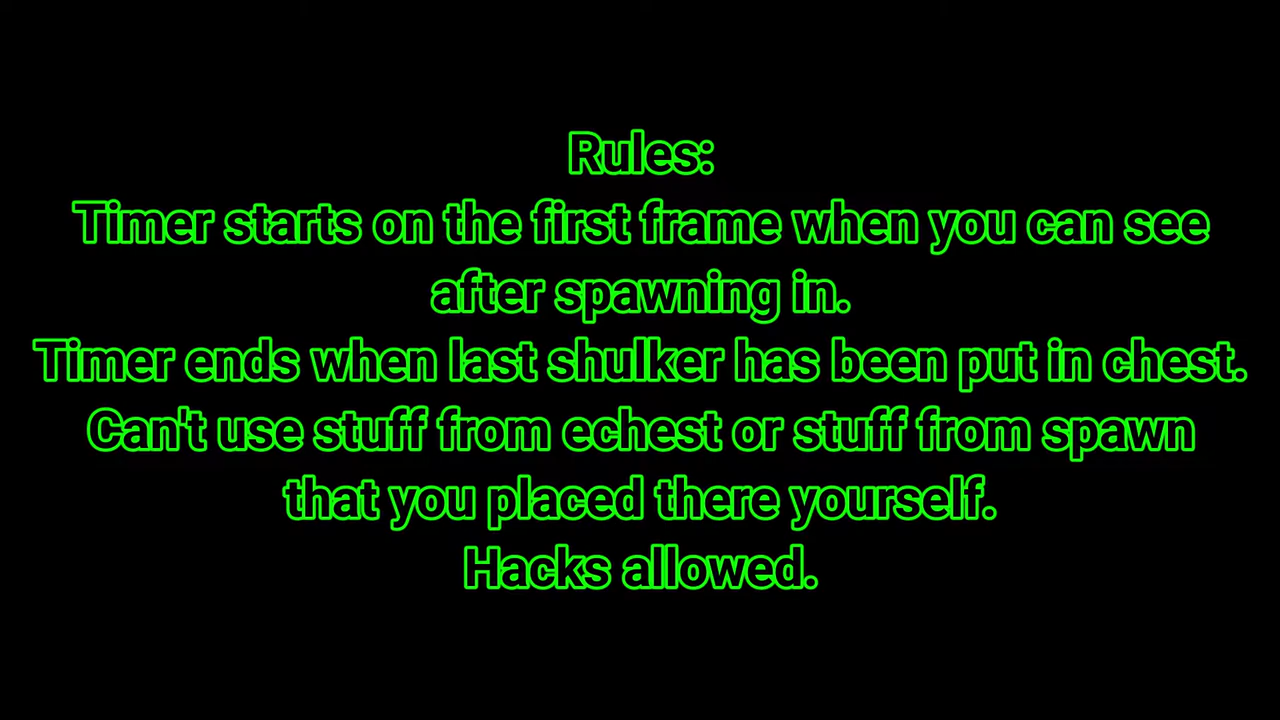 Rules:
Timer starts on the first frame when you can see
after spawning in.
Timer ends when last shulker has been put in chest.
Can't use stuff from echest or stuff from spawn
that you placed there yourself.
Hacks allowed.